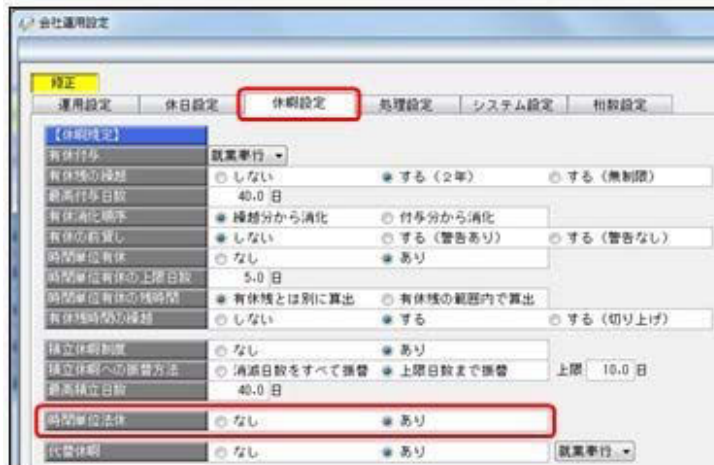 会社運用設定
修正
運用設定 休日設定 休暇設定 処理設定 システム設定 桁数設定
【休暇規定】
有休付与 就業奉行
有休残の繰越 しない する（2年） する（無制限）
最高付与日数 40.0 日
有休消化順序 繰越分から消化 付与分から消化
有休の前貸し しない する（警告あり） する（警告なし）
時間単位有休 なし あり
時間単位有休の上限日数 5.0 日
時間単位有休の残時間 有休残とは別に算出 有休残の範囲内で算出
有休残時間の繰越 しない する する（切り上げ）
積立休暇制度 なし あり
積立休暇への振替方法 消滅日数をすべて振替 上限日数まで振替 上限 10.0 日
最高積立日数 40.0 日
時間単位法休 なし あり
代替休暇 なし あり 就業奉行